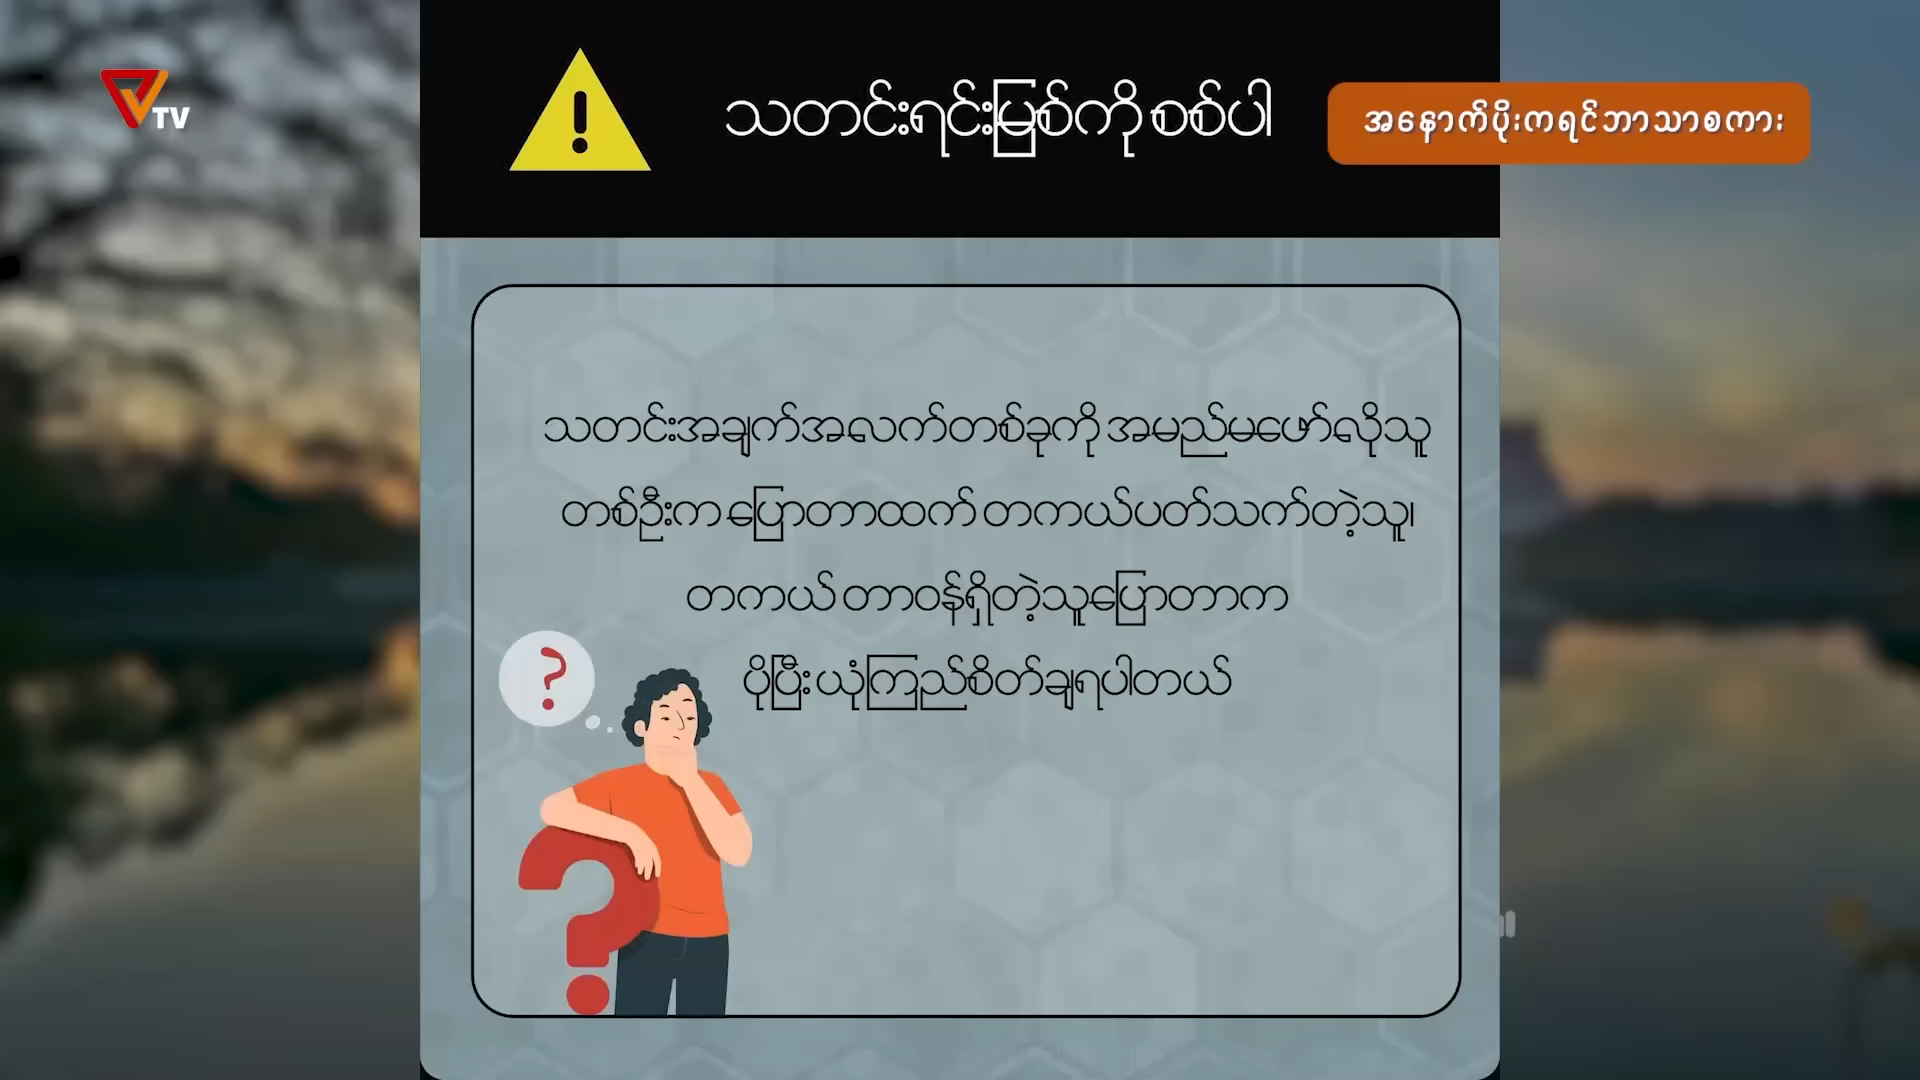 TV
သတင်းရင်းမြစ်ကို စစ်ပါ
အနောက်ပိုးကရင်ဘာသာစကား
သတင်းအချက်အလက်တစ်ခုကို အမည်မဖော်လိုသူ
တစ်ဦးက ပြောတာထက် တကယ်ပတ်သက်တဲ့သူ၊
တကယ် တာဝန်ရှိတဲ့သူပြောတာက
ပိုပြီး ယုံကြည်စိတ်ချရပါတယ်